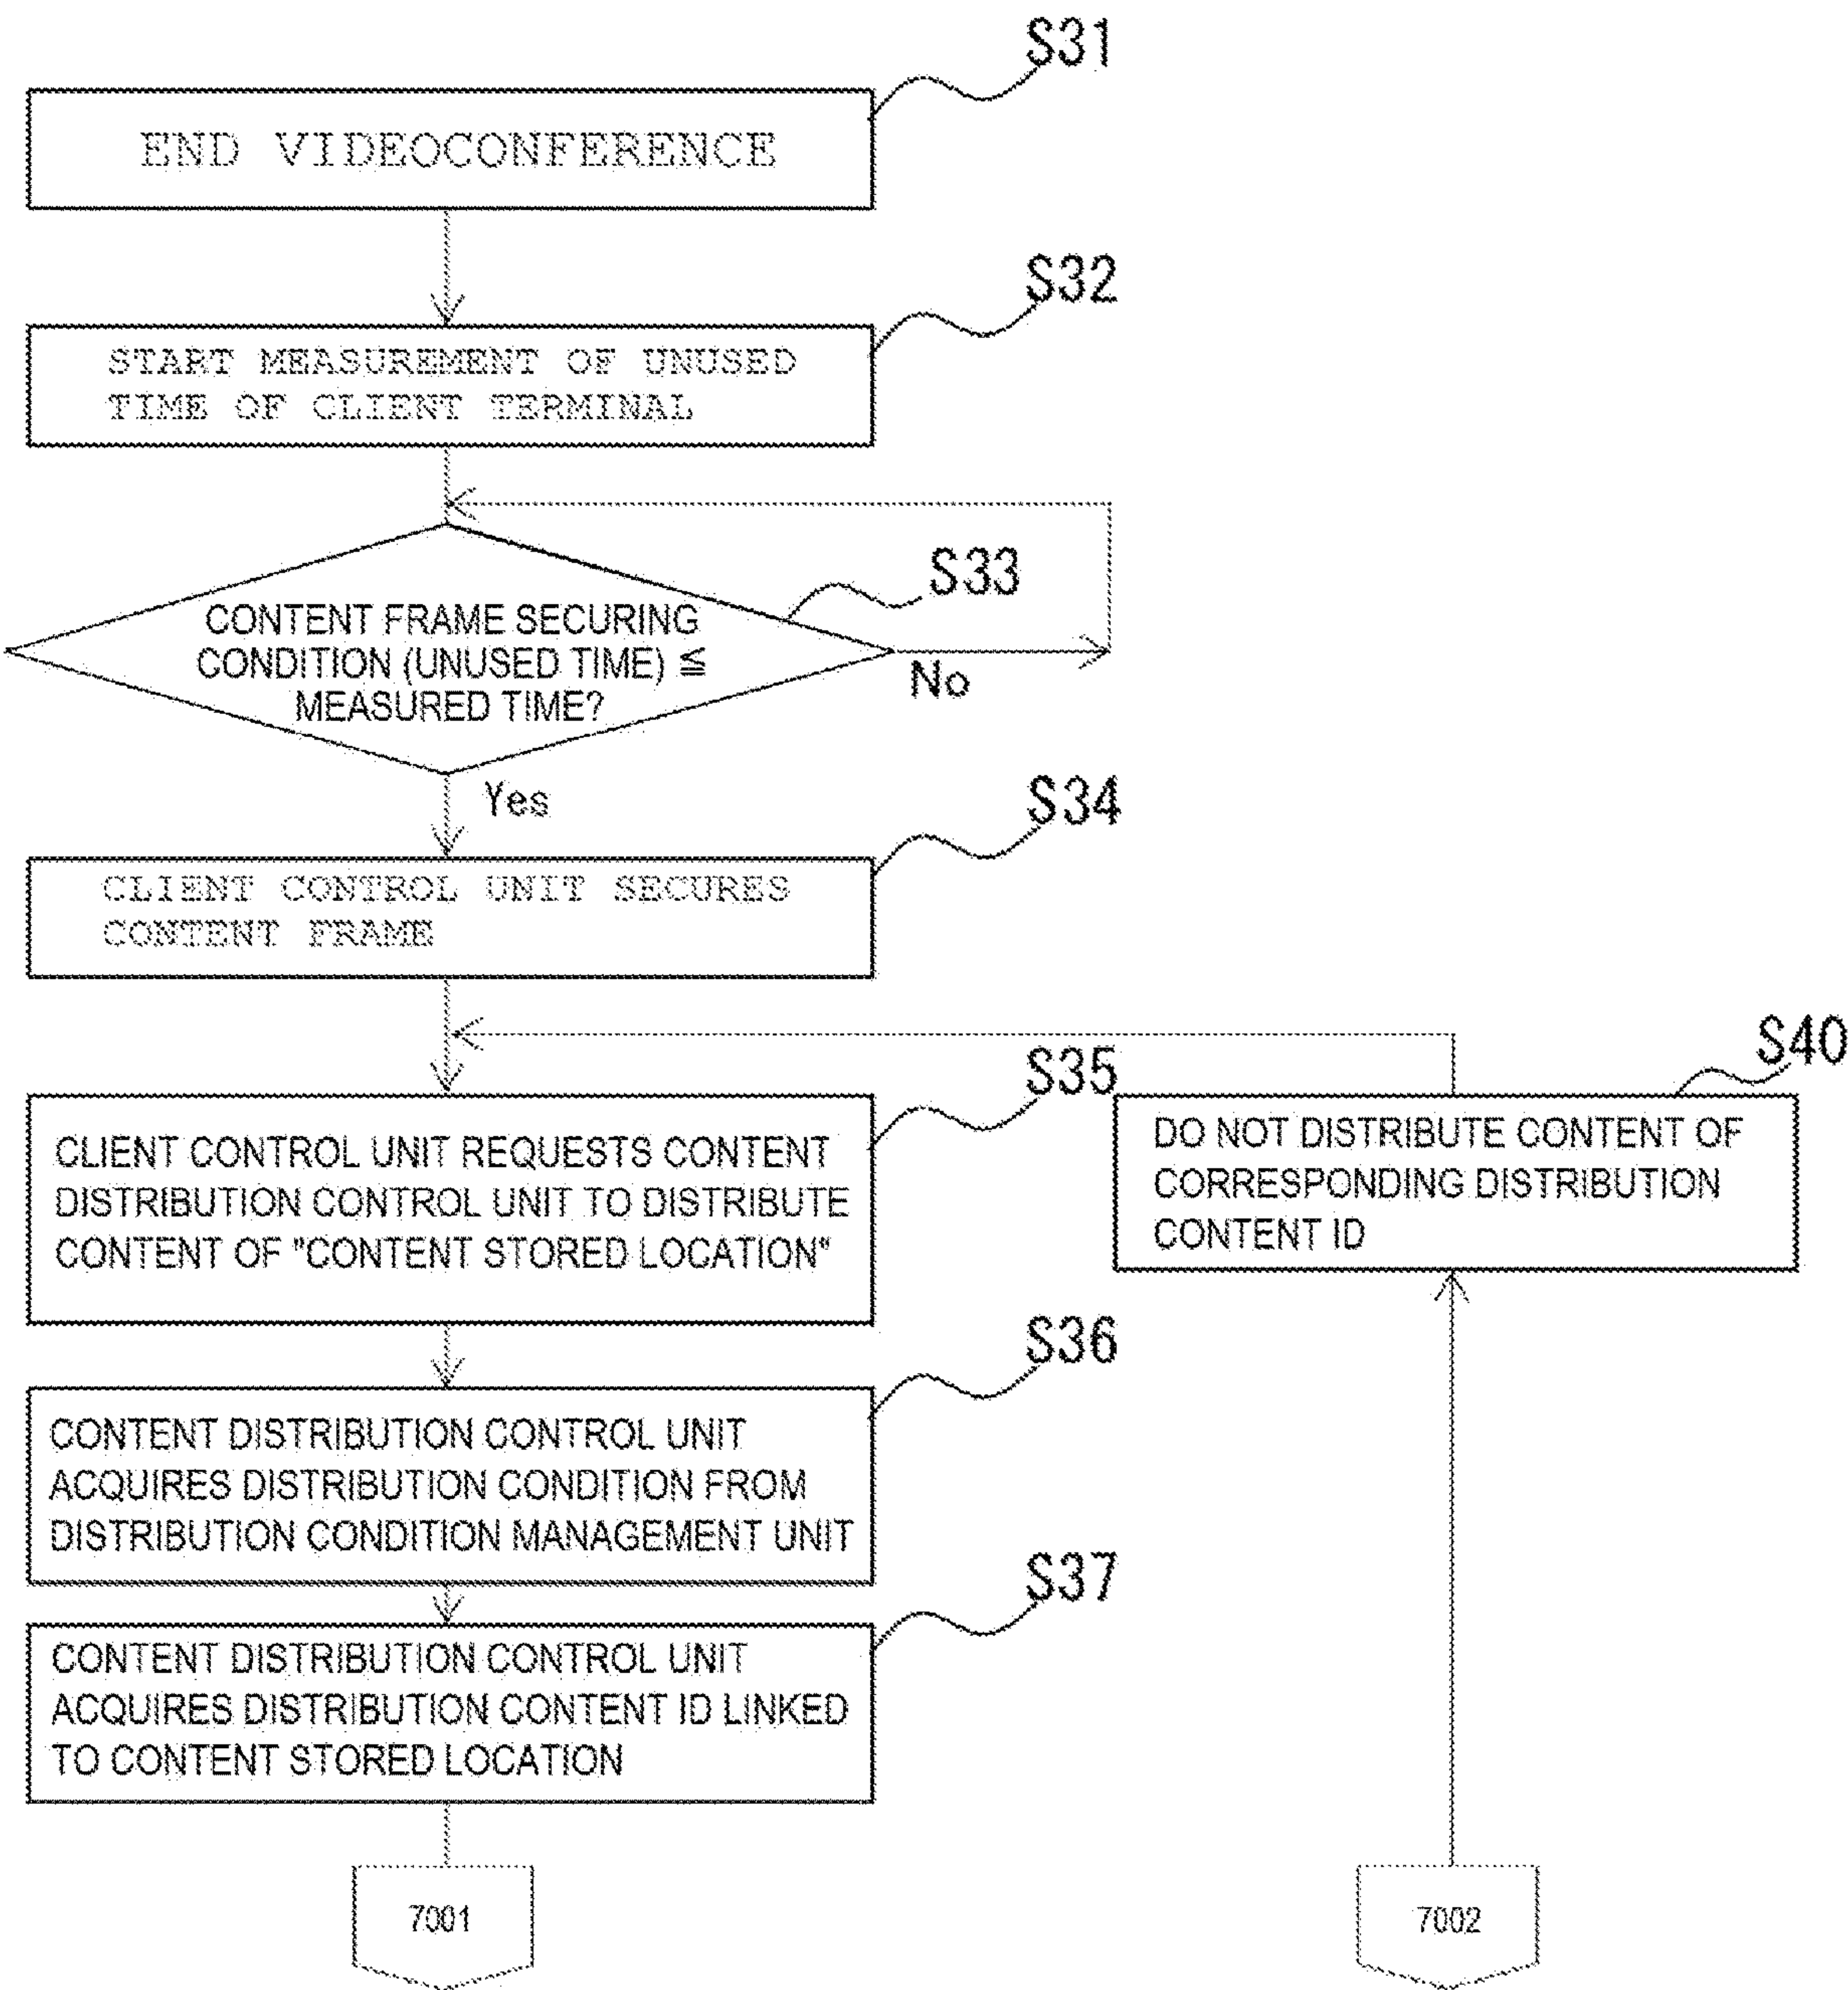 S31
END VIDEOCONFERENCE
S32
START MEASUREMENT OF UNUSED
TIME OF CLIENT TERMINAL
S33
CONTENT FRAME SECURING
CONDITION (UNUSED TIME) ≦
MEASURED TIME?
No
Yes
S34
CLIENT CONTROL UNIT SECURES
CONTENT FRAME
S35
CLIENT CONTROL UNIT REQUESTS CONTENT
DISTRIBUTION CONTROL UNIT TO DISTRIBUTE
CONTENT OF "CONTENT STORED LOCATION"
S40
DO NOT DISTRIBUTE CONTENT OF
CORRESPONDING DISTRIBUTION
CONTENT ID
S36
CONTENT DISTRIBUTION CONTROL UNIT
ACQUIRES DISTRIBUTION CONDITION FROM
DISTRIBUTION CONDITION MANAGEMENT UNIT
S37
CONTENT DISTRIBUTION CONTROL UNIT
ACQUIRES DISTRIBUTION CONTENT ID LINKED
TO CONTENT STORED LOCATION
7001
7002